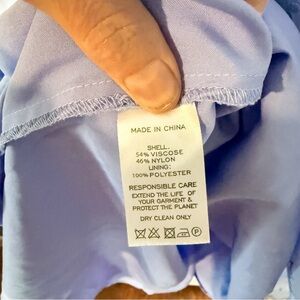 MADE IN CHINA
SHELL:
54% VISCOSE
46% NYLON
LINING:
100% POLYESTER
RESPONSIBLE CARE
EXTEND THE LIFE OF
YOUR GARMENT &
PROTECT THE PLANET
DRY CLEAN ONLY
P